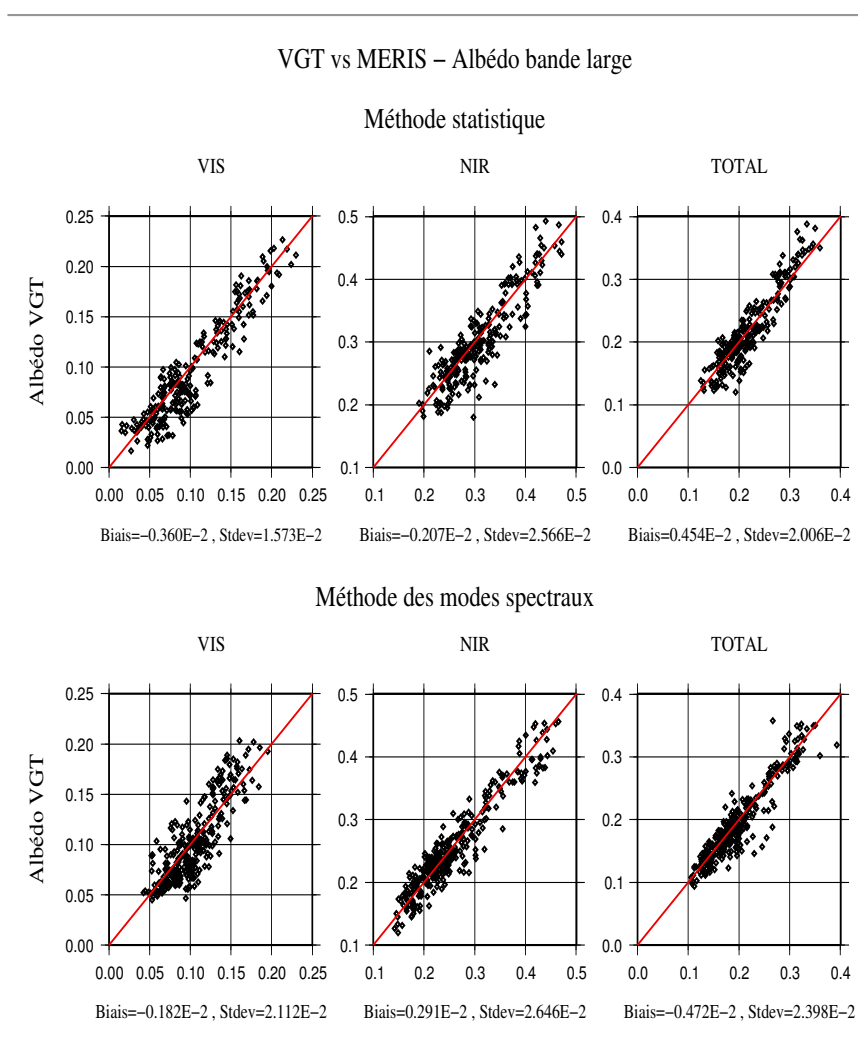 VGT vs MERIS − Albédo bande large
Méthode statistique
VIS NIR TOTAL
0.25 0.5 0.4
0.20 0.4 0.3
0.15 0.3 0.2
0.10 0.2 0.1
0.05 0.1 0.0
0.00
Albédo VGT
0.00 0.05 0.10 0.15 0.20 0.25 0.1 0.2 0.3 0.4 0.5 0.0 0.1 0.2 0.3 0.4
Biais=−0.360E−2 , Stdev=1.573E−2 Biais=−0.207E−2 , Stdev=2.566E−2 Biais=0.454E−2 , Stdev=2.006E−2
Méthode des modes spectraux
VIS NIR TOTAL
0.25 0.5 0.4
0.20 0.4 0.3
0.15 0.3 0.2
0.10 0.2 0.1
0.05 0.1 0.0
0.00
Albédo VGT
0.00 0.05 0.10 0.15 0.20 0.25 0.1 0.2 0.3 0.4 0.5 0.0 0.1 0.2 0.3 0.4
Biais=−0.182E−2 , Stdev=2.112E−2 Biais=0.291E−2 , Stdev=2.646E−2 Biais=−0.472E−2 , Stdev=2.398E−2